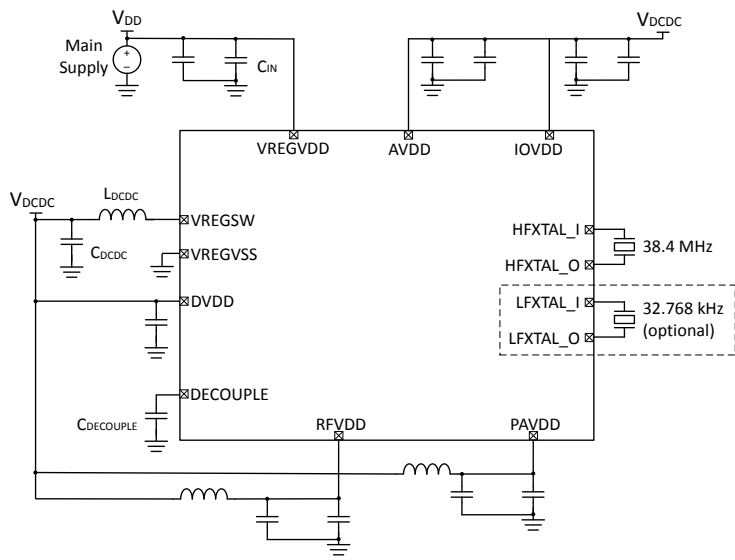 VDD
VDCDC
Main
Supply
+
−
CIN
VREGVDD
AVDD
IOVDD
VDCDC
LDCDC
VREGSW
CDCDC
VREGVSS
DVDD
HFXTAL_I
38.4 MHz
HFXTAL_O
LFXTAL_I
32.768 kHz
(optional)
LFXTAL_O
DECOUPLE
CDECOUPLE
RFVDD
PAVDD